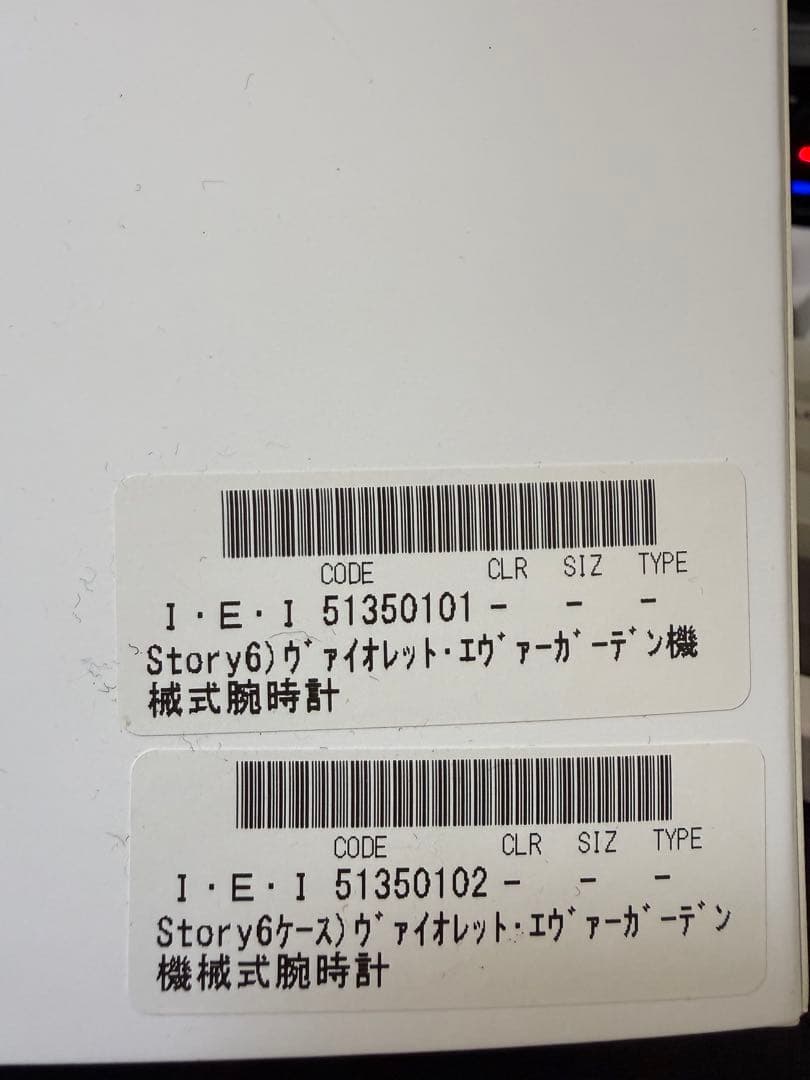 CODE CLR SIZ TYPE
I・E・I 51350101 - - -
Story6)ｳﾞｧｲｵﾚｯﾄ・ｴｳﾞｧｰｶﾞｰﾃﾞﾝ機
械式腕時計
CODE CLR SIZ TYPE
I・E・I 51350102 - - -
Story6ｹｰｽ)ｳﾞｧｲｵﾚｯﾄ・ｴｳﾞｧｰｶﾞｰﾃﾞﾝ
機械式腕時計